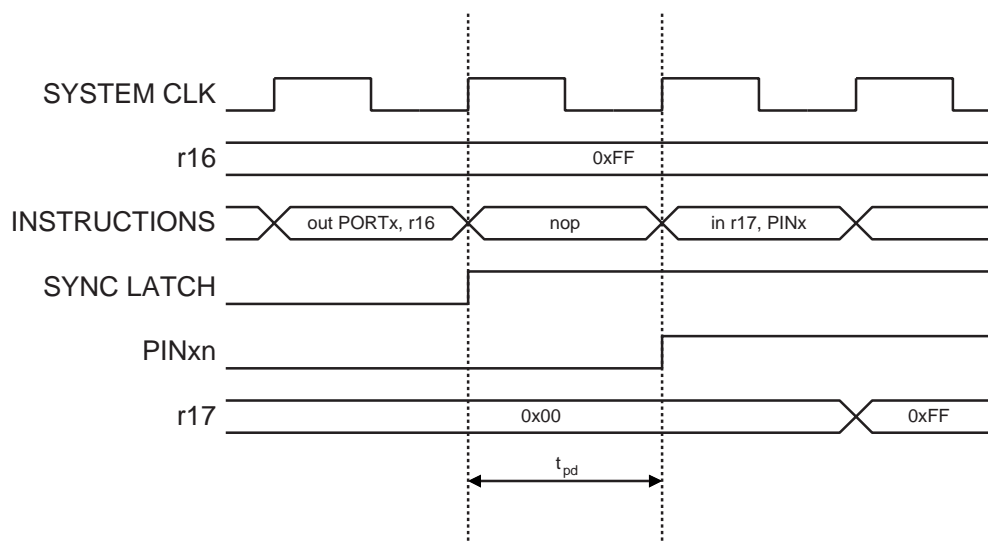 SYSTEM CLK
r16
0xFF
INSTRUCTIONS
out PORTx, r16
nop
in r17, PINx
SYNC LATCH
PINxn
r17
0x00
0xFF
tpd